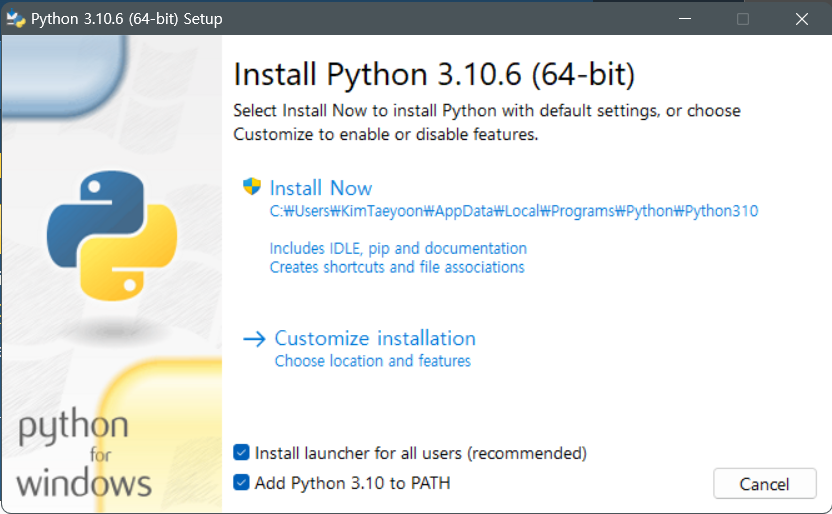 Python 3.10.6 (64-bit) Setup
Install Python 3.10.6 (64-bit)
Select Install Now to install Python with default settings, or choose
Customize to enable or disable features.
Install Now
C:₩Users₩KimTaeyoon₩AppData₩Local₩Programs₩Python₩Python310
Includes IDLE, pip and documentation
Creates shortcuts and file associations
Customize installation
Choose location and features
python
for
windows
Install launcher for all users (recommended)
Add Python 3.10 to PATH
Cancel